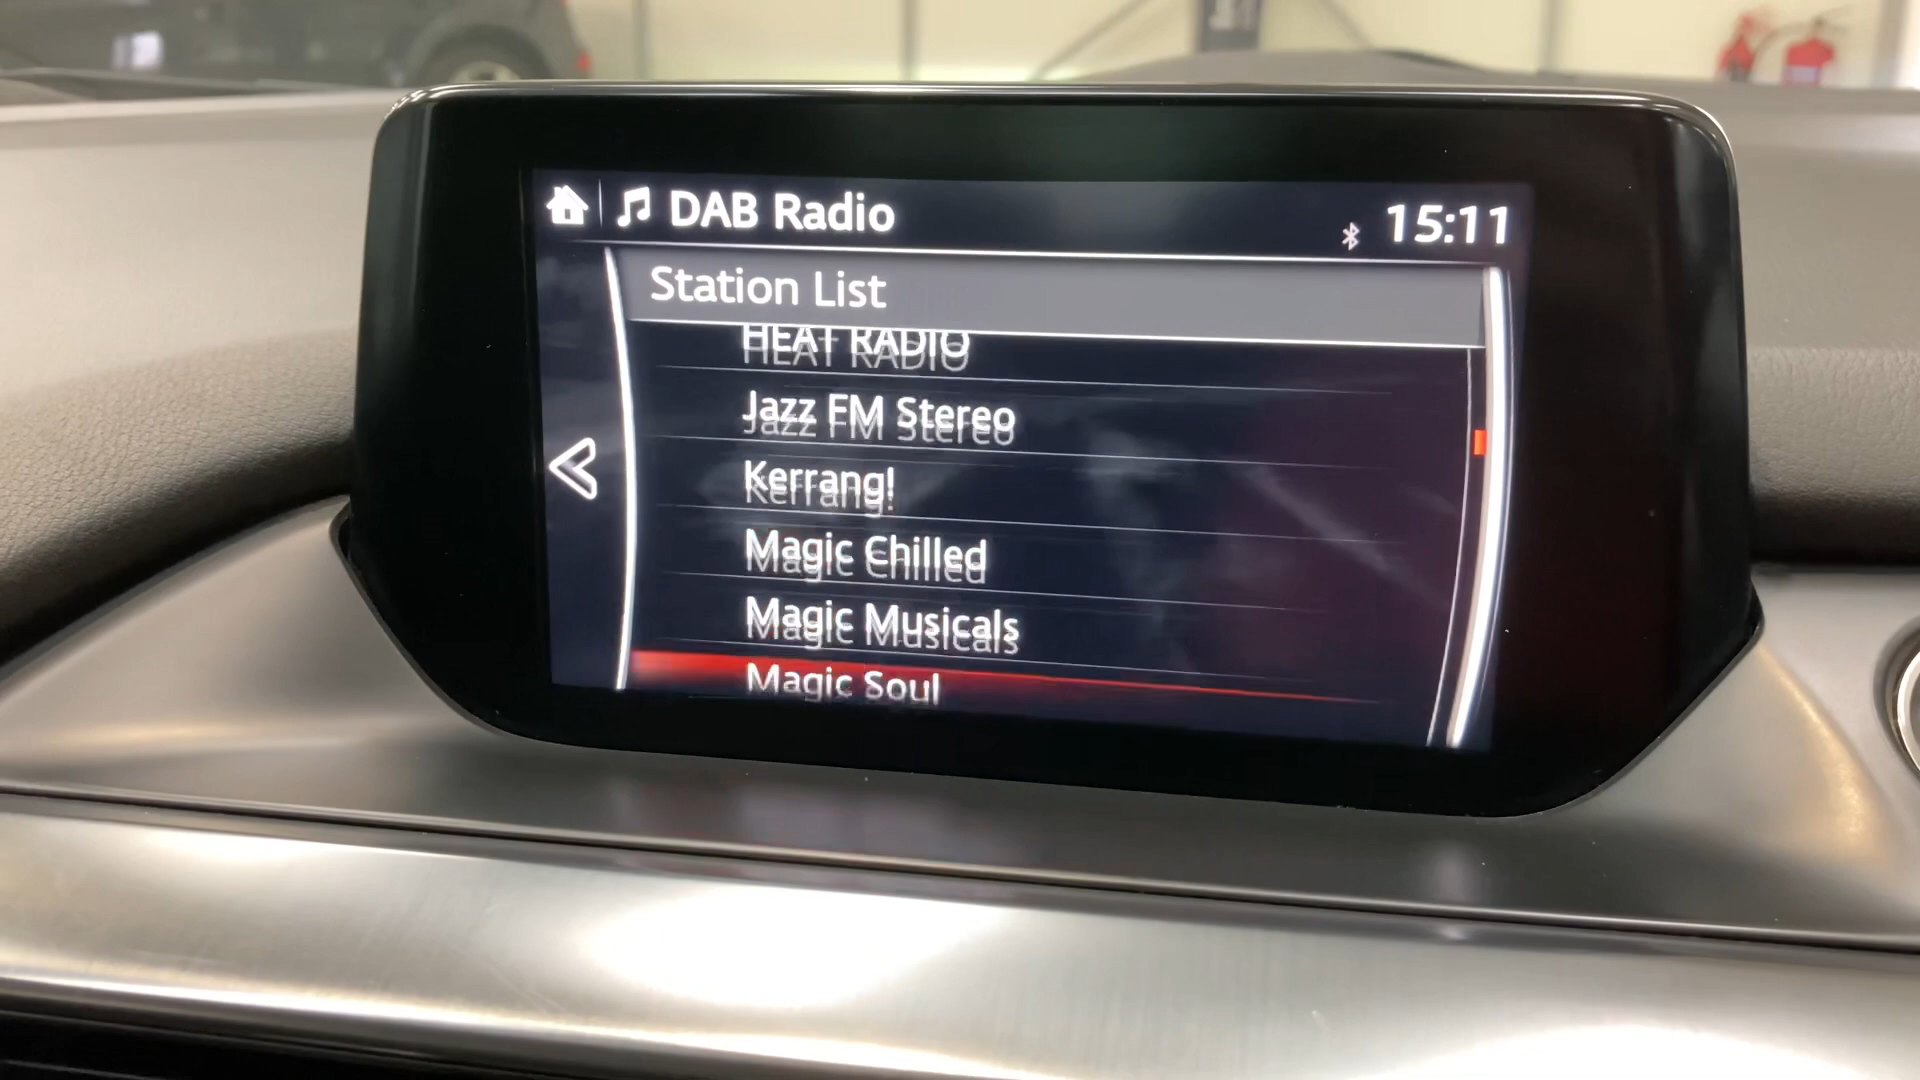 DAB Radio
15:11
Station List
HEAT RADIO
Jazz FM Stereo
Kerrang!
Magic Chilled
Magic Musicals
Magic Soul